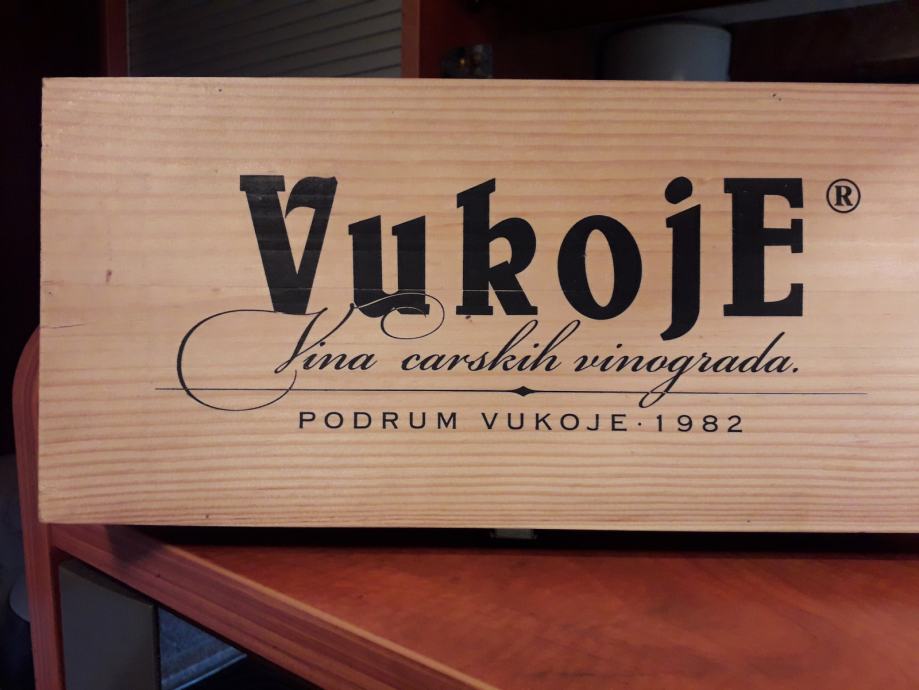 VukojE®
Vina carskih vinograda.
PODRUM VUKOJE·1982